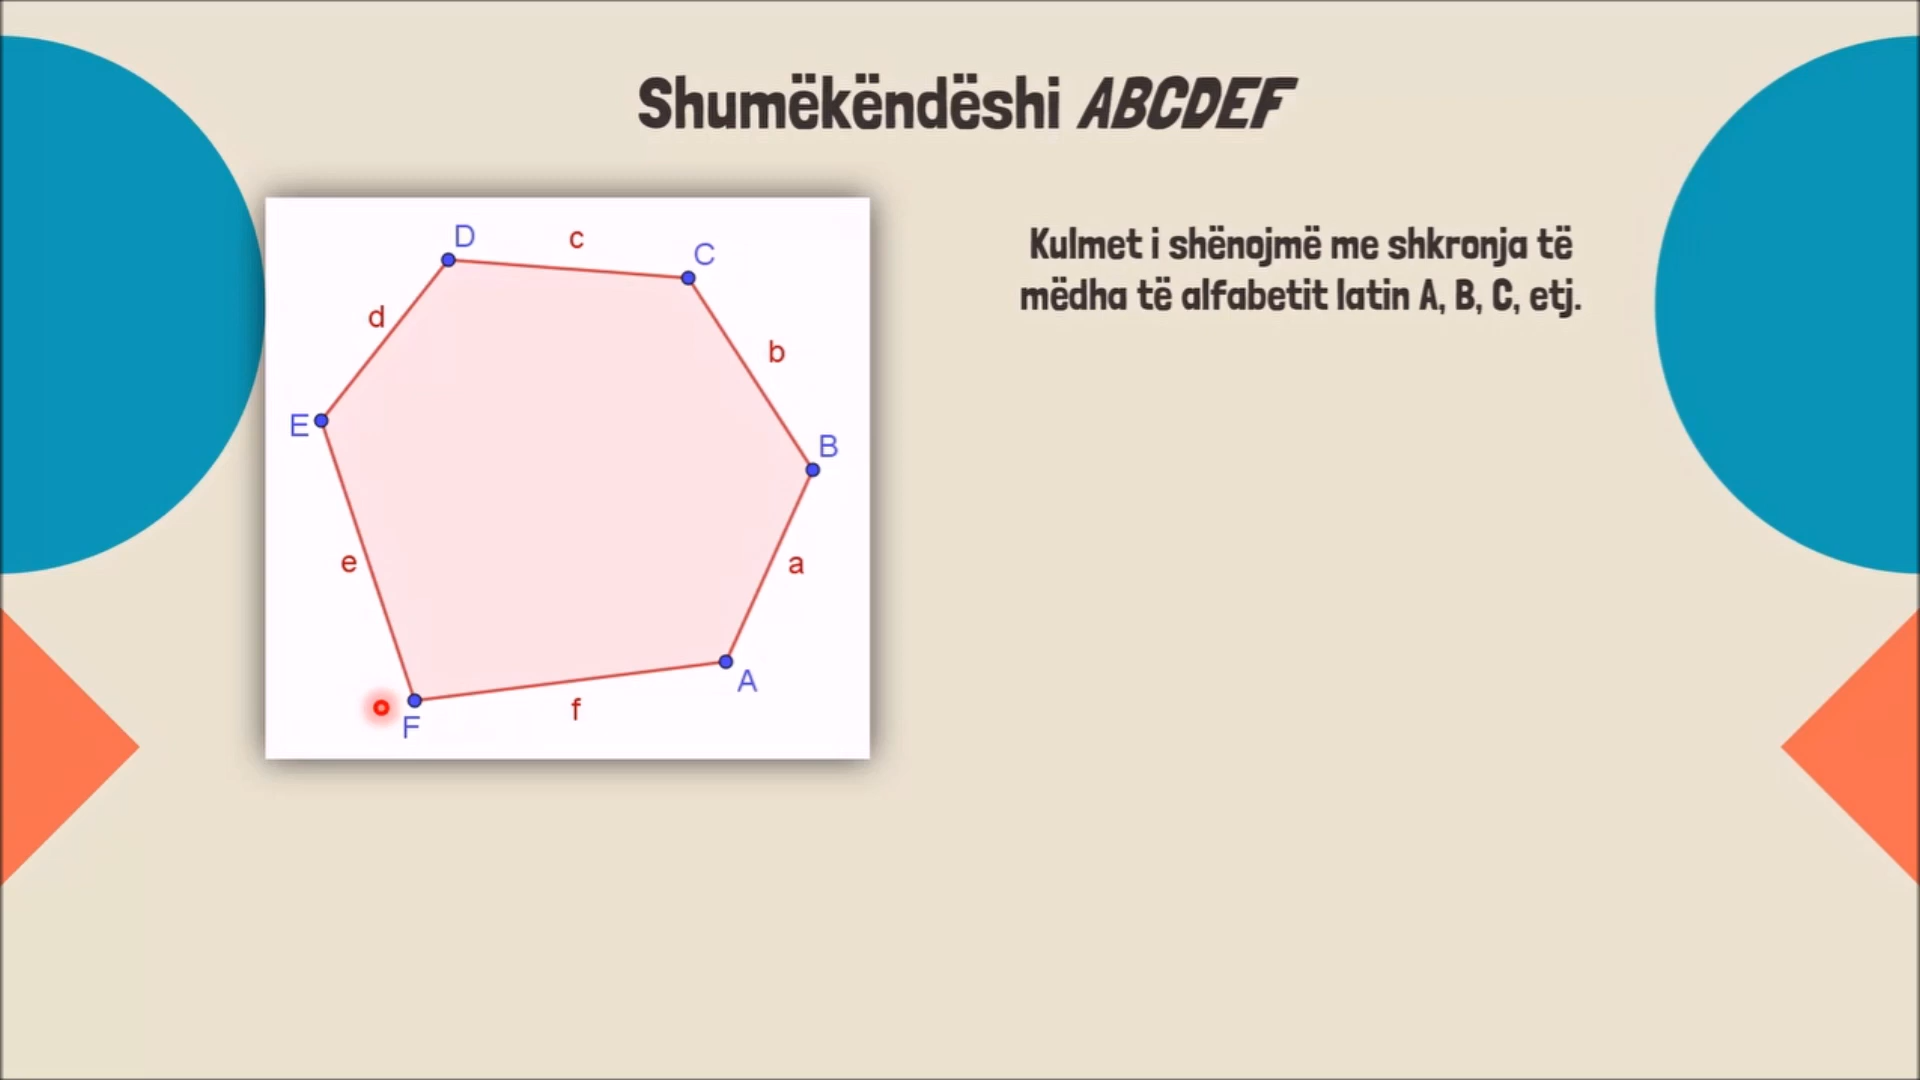 Shumëkëndëshi ABCDEF
D
c
C
Kulmet i shënojmë me shkronja të
mëdha të alfabetit latin A, B, C, etj.
d
b
E
B
e
a
A
f
F